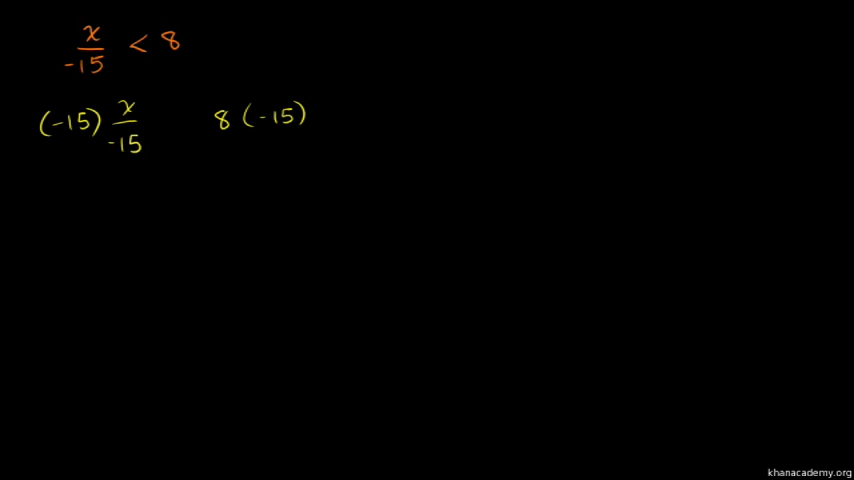 x/-15 < 8
(-15) x/-15 8 (-15)
khanacademy.org